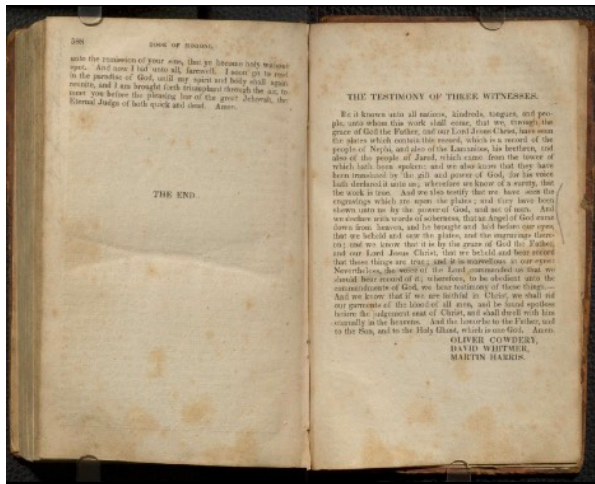 588
BOOK OF MORONI.
unto the remission of your sins, that ye become holy without
spot. And now I bid unto all, farewell. I soon go to rest
in the paradise of God, until my spirit and body shall again
reunite, and I am brought forth triumphant through the air, to
meet you before the pleasing bar of the great Jehovah, the
Eternal Judge of both quick and dead. Amen.
THE END.
THE TESTIMONY OF THREE WITNESSES.
BE it known unto all nations, kindreds, tongues, and peo-
ple, unto whom this work shall come, that we, through the
grace of God the Father, and our Lord Jesus Christ, have seen
the plates which contain this record, which is a record of the
people of Nephi, and also of the Lamanites, his brethren, and
also of the people of Jared, which came from the tower of
which hath been spoken; and we also know that they have
been translated by the gift and power of God, for his voice
hath declared it unto us; wherefore we know of a surety, that
the work is true. And we also testify that we have seen the
engravings which are upon the plates; and they have been
shewn unto us by the power of God, and not of man. And
we declare with words of soberness, that an Angel of God came
down from heaven, and he brought and laid before our eyes,
that we beheld and saw the plates, and the engravings there-
on; and we know that it is by the grace of God the Father,
and our Lord Jesus Christ, that we beheld and bear record
that these things are true; and it is marvellous in our eyes:
Nevertheless, the voice of the Lord commanded us that we
should bear record of it; wherefore, to be obedient unto the
commandments of God, we bear testimony of these things.—
And we know that if we are faithful in Christ, we shall rid
our garments of the blood of all men, and be found spotless
before the judgement seat of Christ, and shall dwell with him
eternally in the heavens. And the honor be to the Father, and
to the Son, and to the Holy Ghost, which is one God. Amen.
OLIVER COWDERY,
DAVID WHITMER,
MARTIN HARRIS.